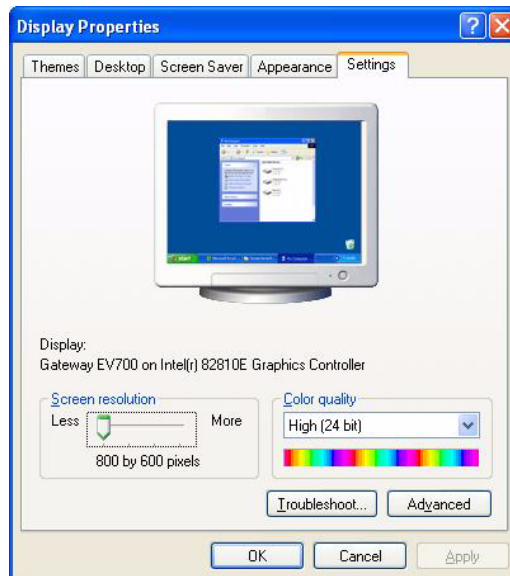 Display Properties
Themes Desktop Screen Saver Appearance Settings
Display:
Gateway EV700 on Intel(r) 82810E Graphics Controller
Screen resolution
Less More
800 by 600 pixels
Color quality
High (24 bit)
Troubleshoot... Advanced
OK Cancel Apply